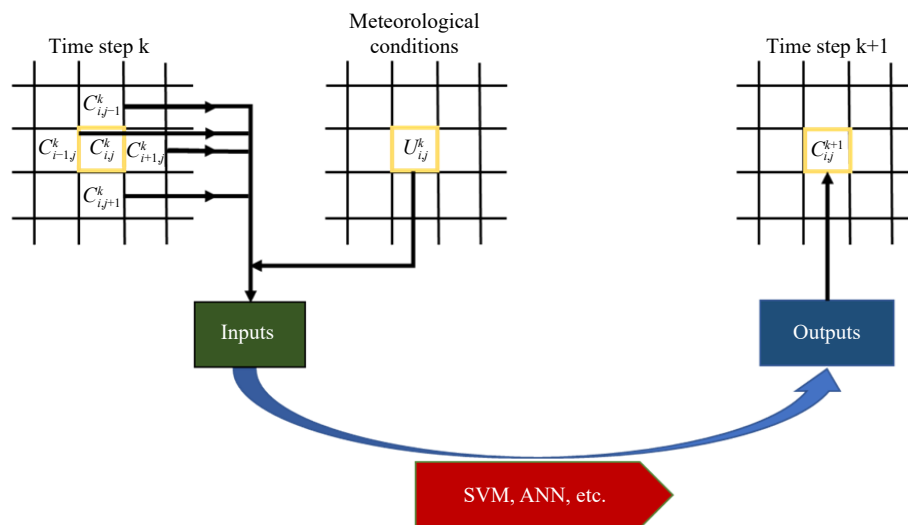 Meteorological
conditions
Time step k
Time step k+1
C^k_{i,j−1}
C^k_{i−1,j} C^k_{i,j} C^k_{i+1,j}
U^k_{i,j}
C^{k+1}_{i,j}
C^k_{i,j+1}
Inputs
Outputs
SVM, ANN, etc.